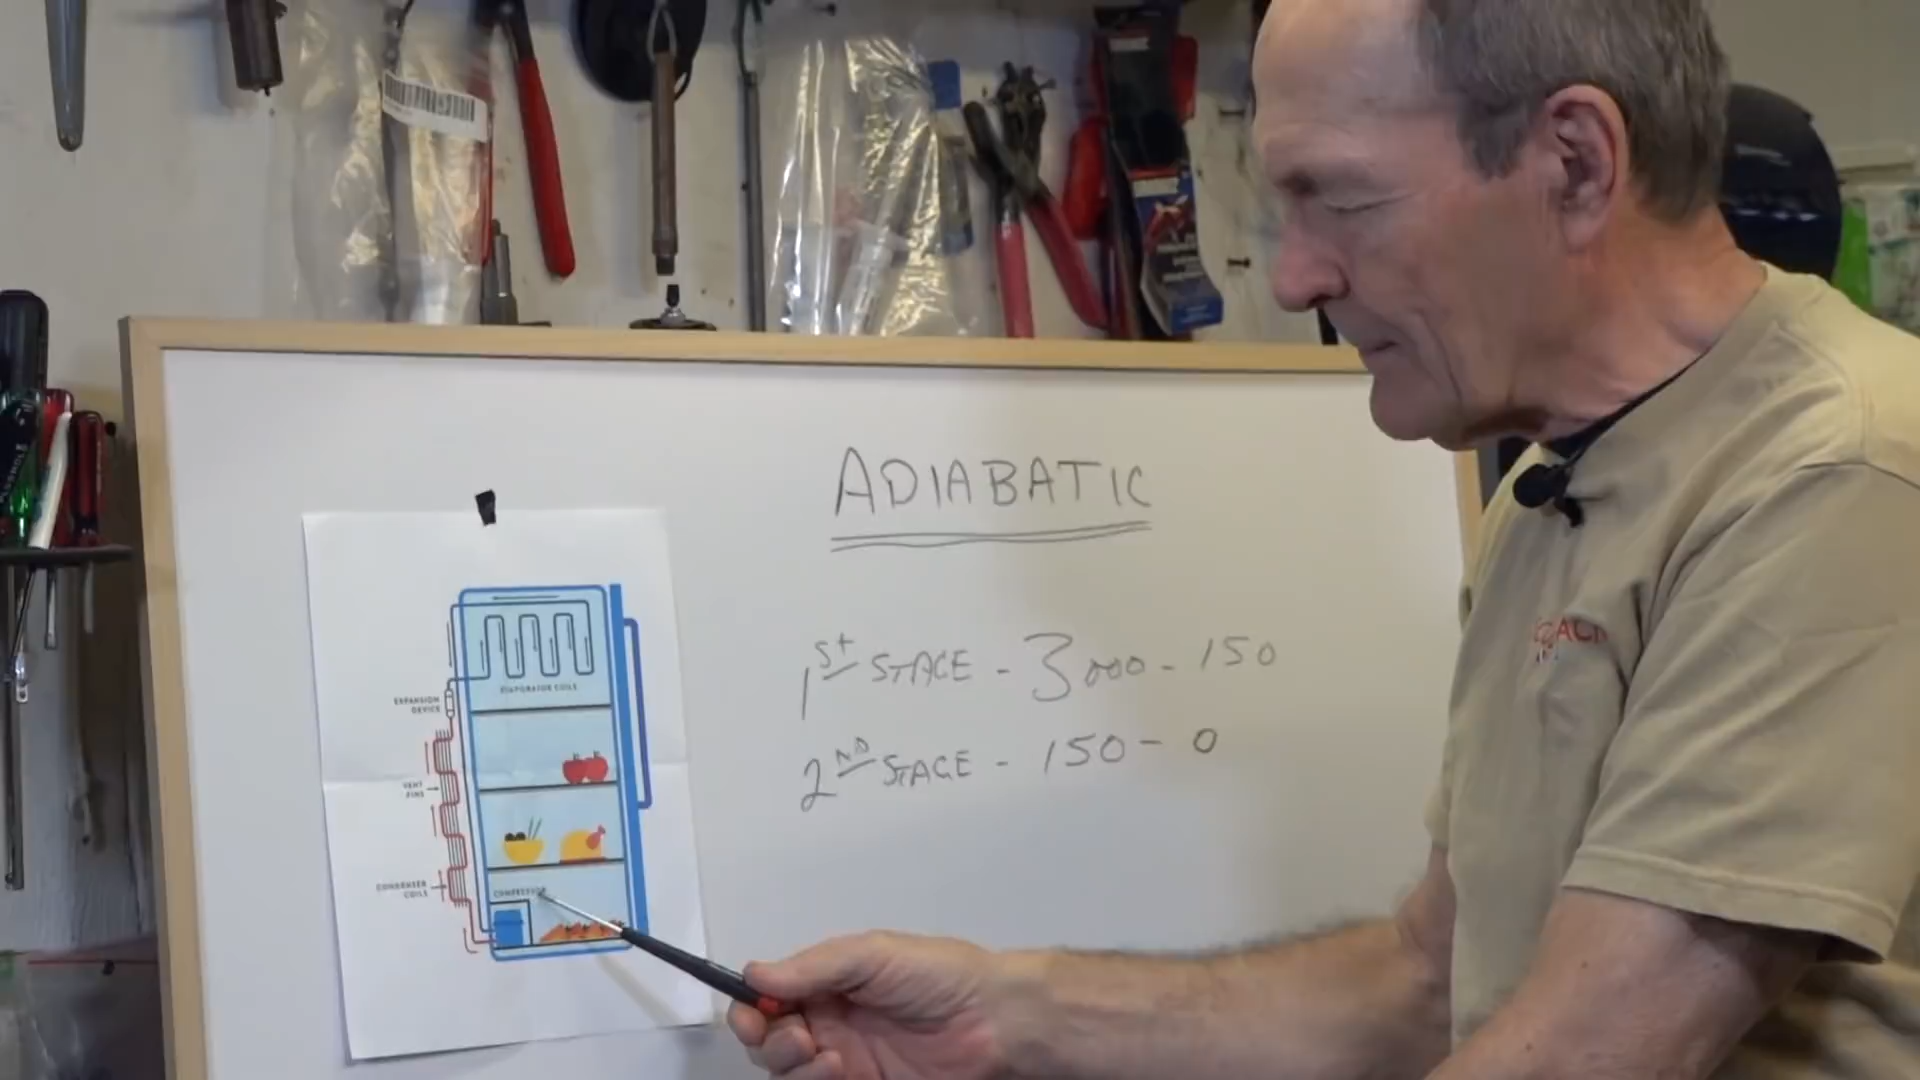 ADIABATIC
1ST STAGE - 3000 - 150
2ND STAGE - 150 - 0
EVAPORATOR COILS
EXPANSION
DEVICE
VENT
FINS
CONDENSER
COILS
COMPRESSOR